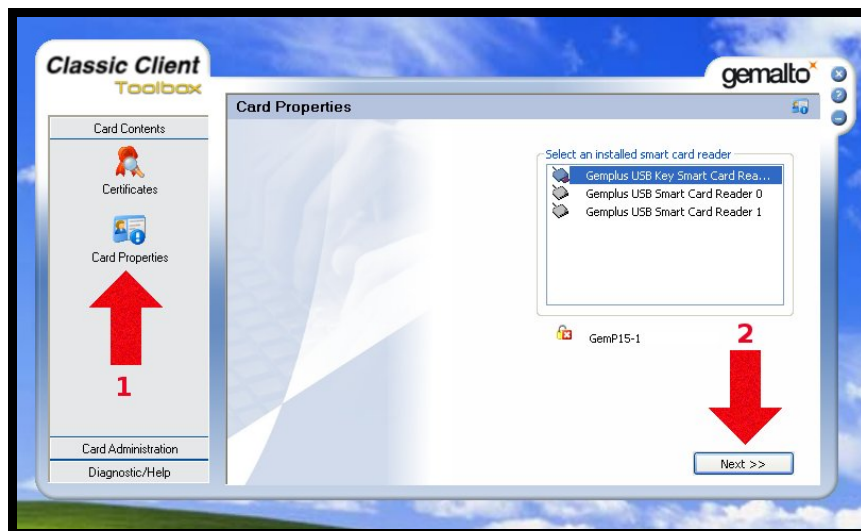 Classic Client
Toolbox
gemalto
Card Properties
Card Contents
Certificates
Card Properties
1
Card Administration
Diagnostic/Help
Select an installed smart card reader
Gemplus USB Key Smart Card Rea...
Gemplus USB Smart Card Reader 0
Gemplus USB Smart Card Reader 1
GemP15-1
2
Next >>